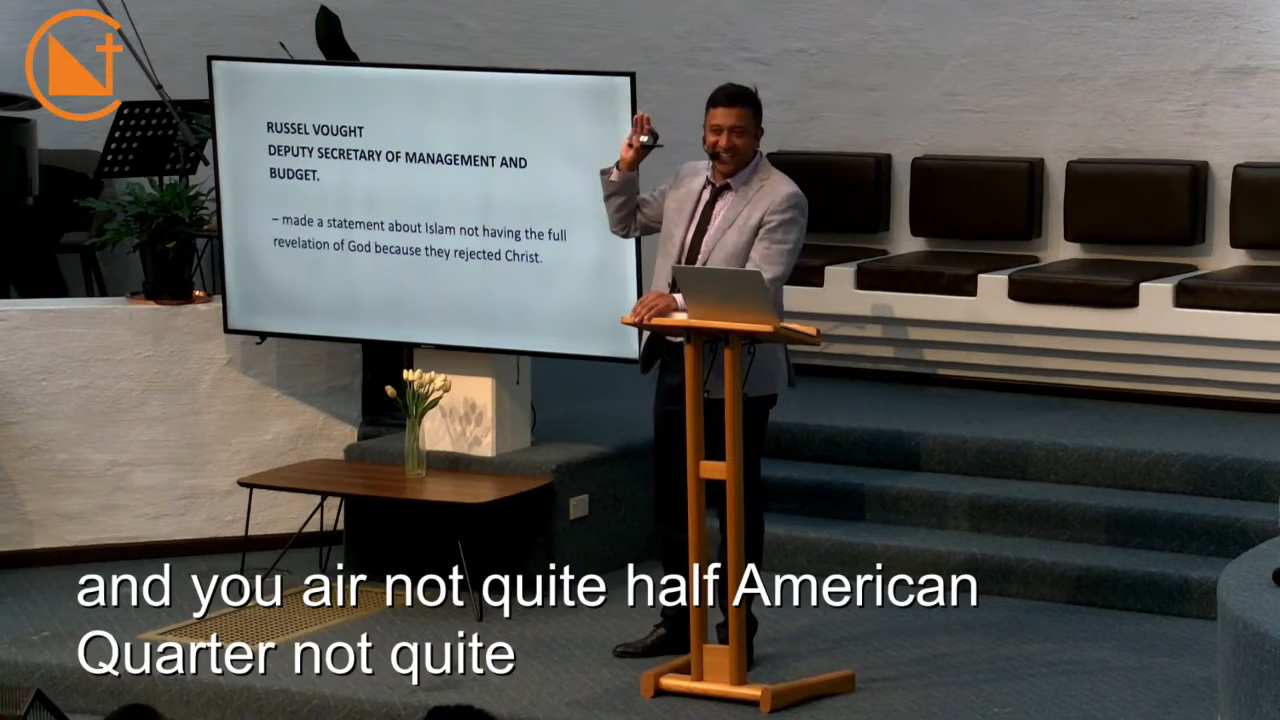 RUSSEL VOUGHT
DEPUTY SECRETARY OF MANAGEMENT AND
BUDGET.
– made a statement about Islam not having the full
revelation of God because they rejected Christ.
and you air not quite half American
Quarter not quite